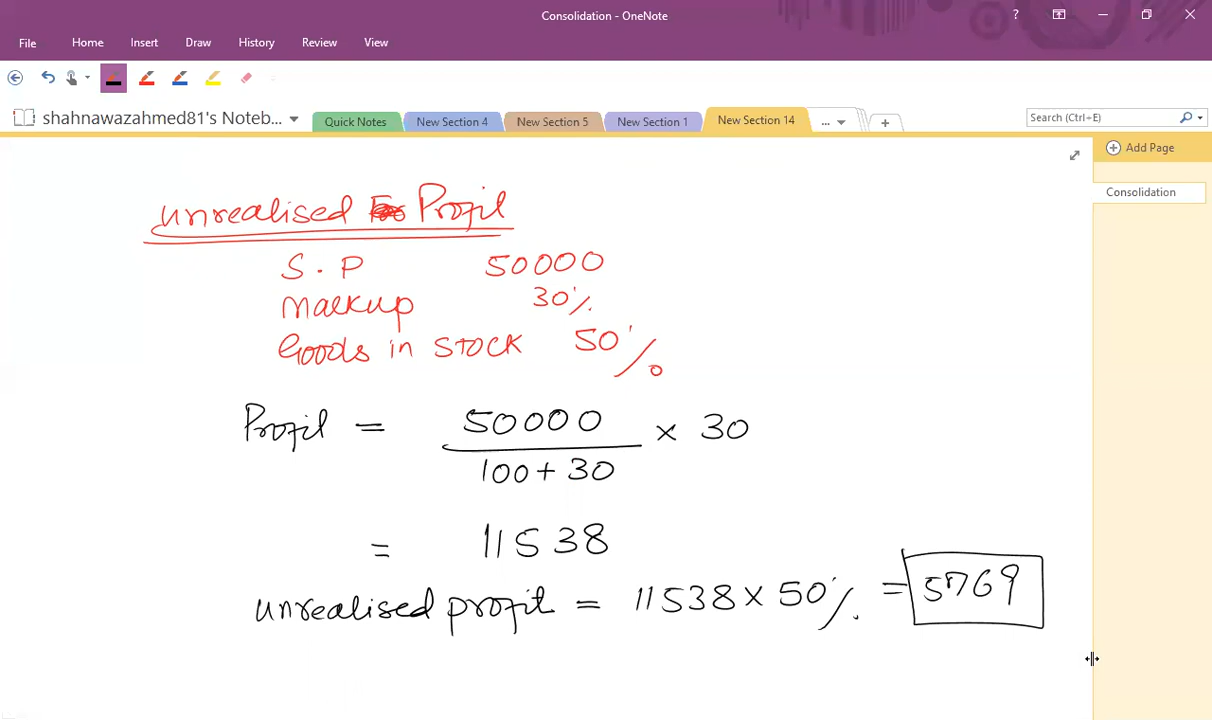 Consolidation - OneNote
?
File Home Insert Draw History Review View
shahnawazahmed81's Noteb... Quick Notes New Section 4 New Section 5 New Section 1 New Section 14 ... Search (Ctrl+E)
Add Page
Consolidation
unrealised Profit
S.P 50000
Markup 30%
Goods in STOCK 50%
Profit = 50000 / 100+30 × 30
= 11538
unrealised profit = 11538 × 50% = 5769